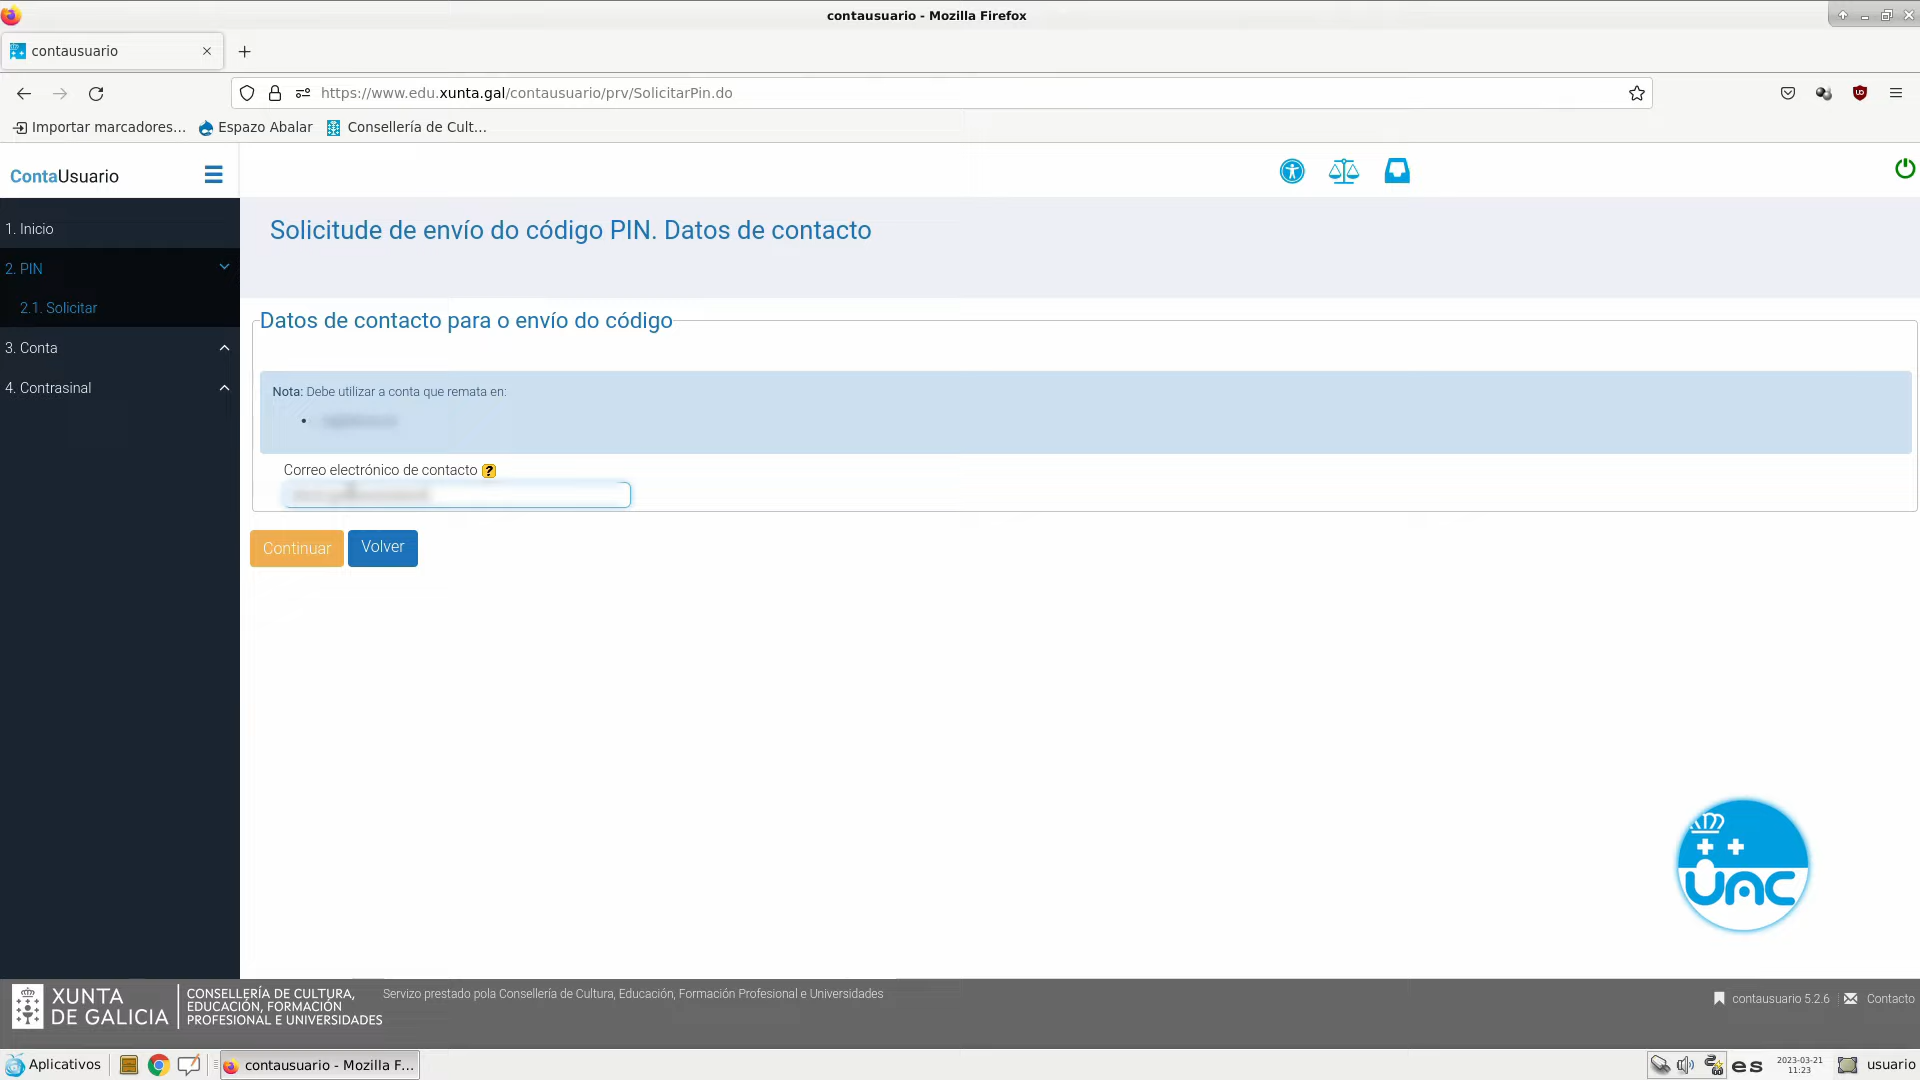 contausuario - Mozilla Firefox
contausuario
https://www.edu.xunta.gal/contausuario/prv/SolicitarPin.do
Importar marcadores... Espazo Abalar Consellería de Cult...
ContaUsuario
1. Inicio
2. PIN
2.1. Solicitar
3. Conta
4. Contrasinal
Solicitude de envío do código PIN. Datos de contacto
Datos de contacto para o envío do código
Nota: Debe utilizar a conta que remata en:
Correo electrónico de contacto ?
Continuar Volver
UAC
XUNTA
DE GALICIA
CONSELLERÍA DE CULTURA,
EDUCACIÓN, FORMACIÓN
PROFESIONAL E UNIVERSIDADES
Servizo prestado pola Consellería de Cultura, Educación, Formación Profesional e Universidades
contausuario 5.2.6 Contacto
Aplicativos contausuario - Mozilla F... es 2023-03-21 usuario
11:23